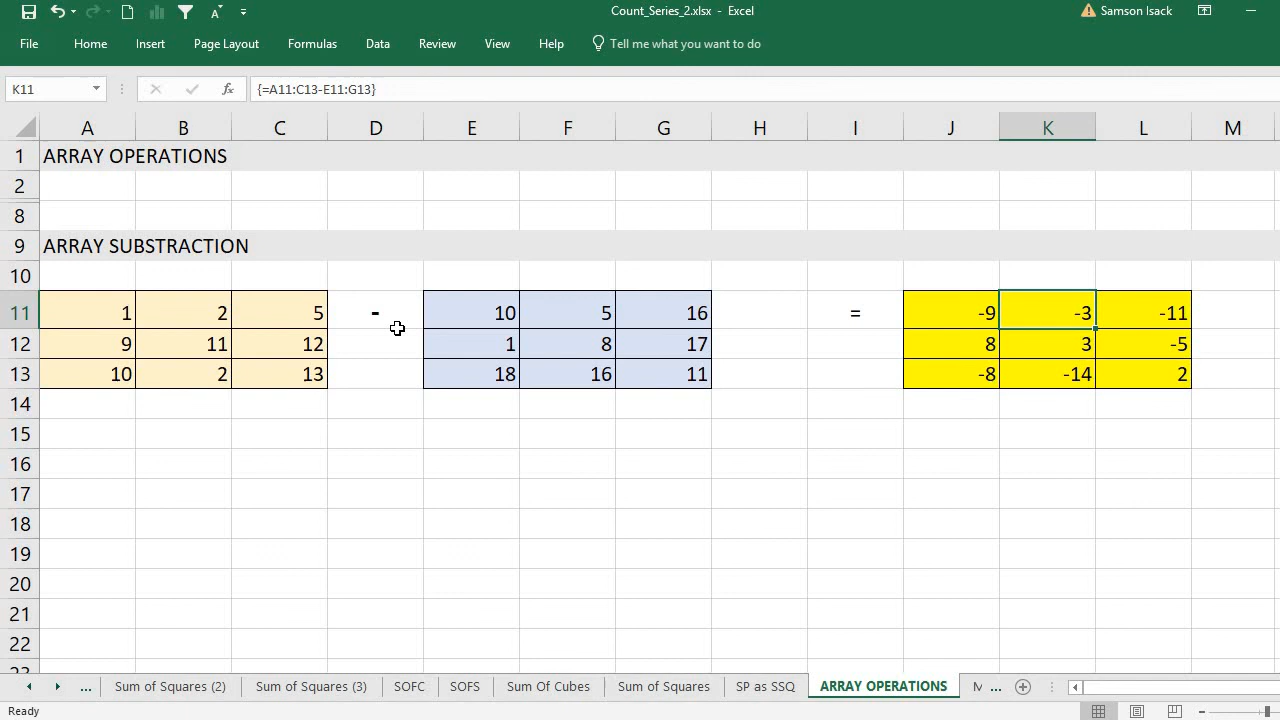 Count_Series_2.xlsx - Excel
Samson Isack
File Home Insert Page Layout Formulas Data Review View Help Tell me what you want to do
K11 fx {=A11:C13-E11:G13}
A B C D E F G H I J K L M
1 ARRAY OPERATIONS
2
8
9 ARRAY SUBSTRACTION
10
11 1 2 5 - 10 5 16 = -9 -3 -11
12 9 11 12 1 8 17 8 3 -5
13 10 2 13 18 16 11 -8 -14 2
14
15
16
17
18
19
20
21
22
23
... Sum of Squares (2) Sum of Squares (3) SOFC SOFS Sum Of Cubes Sum of Squares SP as SSQ ARRAY OPERATIONS M ...
Ready